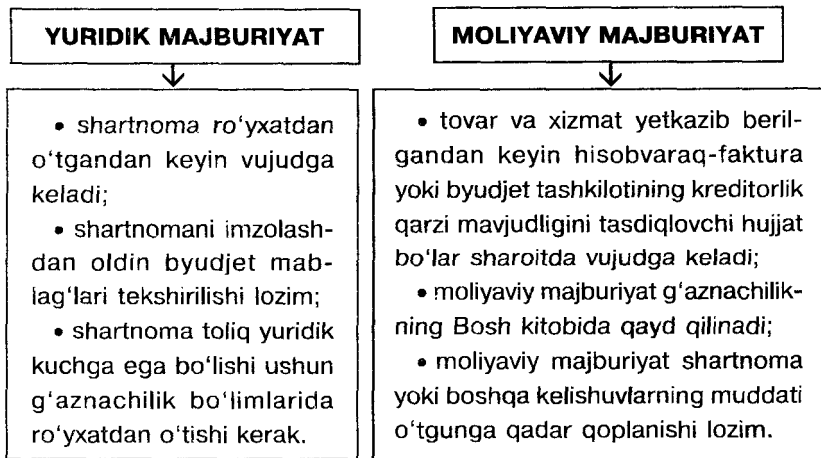 YURIDIK MAJBURIYAT
• shartnoma ro‘yxatdan
o‘tgandan keyin vujudga
keladi;
• shartnomani imzolash-
dan oldin byudjet mab-
lag‘lari tekshirilishi lozim;
• shartnoma toliq yuridik
kuchga ega bo‘lishi ushun
g‘aznachilik bo‘limlarida
ro‘yxatdan o‘tishi kerak.
MOLIYAVIY MAJBURIYAT
• tovar va xizmat yetkazib beril-
gandan keyin hisobvaraq-faktura
yoki byudjet tashkilotining kreditorlik
qarzi mavjudligini tasdiqlovchi hujjat
bo‘lar sharoitda vujudga keladi;
• moliyaviy majburiyat g‘aznachilik-
ning Bosh kitobida qayd qilinadi;
• moliyaviy majburiyat shartnoma
yoki boshqa kelishuvlarning muddati
o‘tgunga qadar qoplanishi lozim.